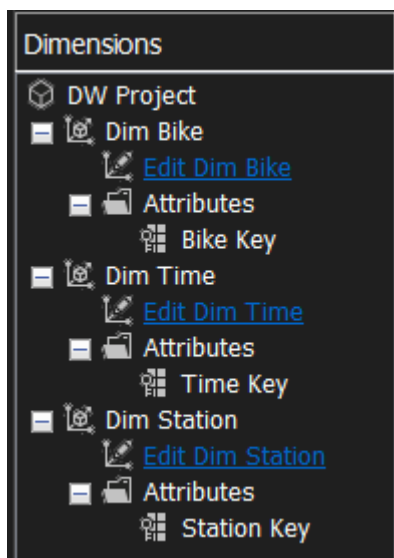 Dimensions
DW Project
Dim Bike
Edit Dim Bike
Attributes
Bike Key
Dim Time
Edit Dim Time
Attributes
Time Key
Dim Station
Edit Dim Station
Attributes
Station Key